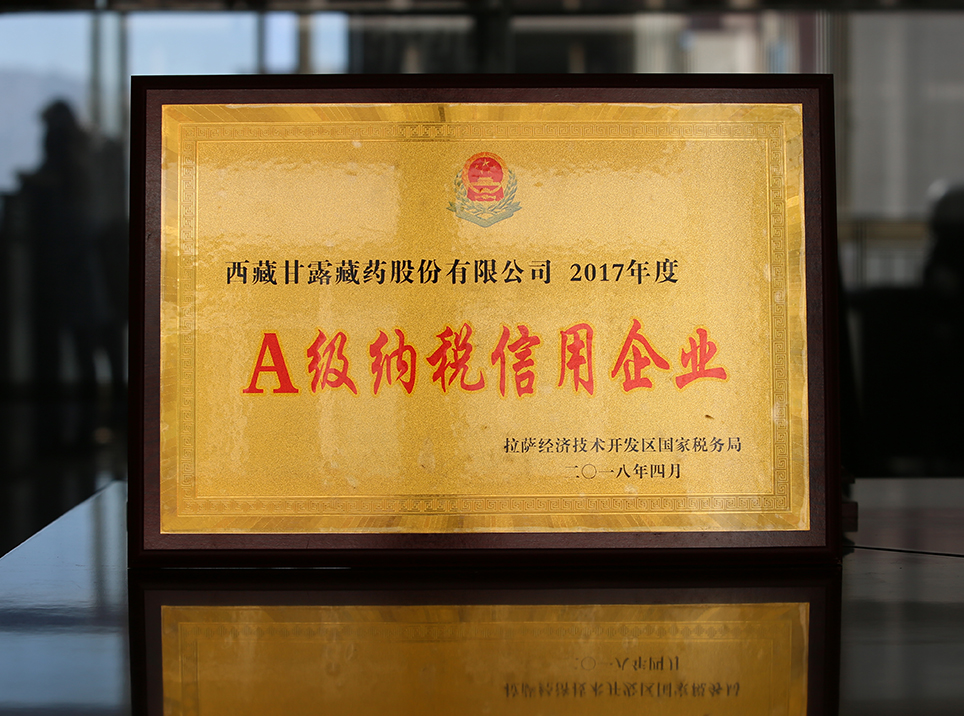 西藏甘露藏药股份有限公司 2017年度
A级纳税信用企业
拉萨经济技术开发区国家税务局
二〇一八年四月